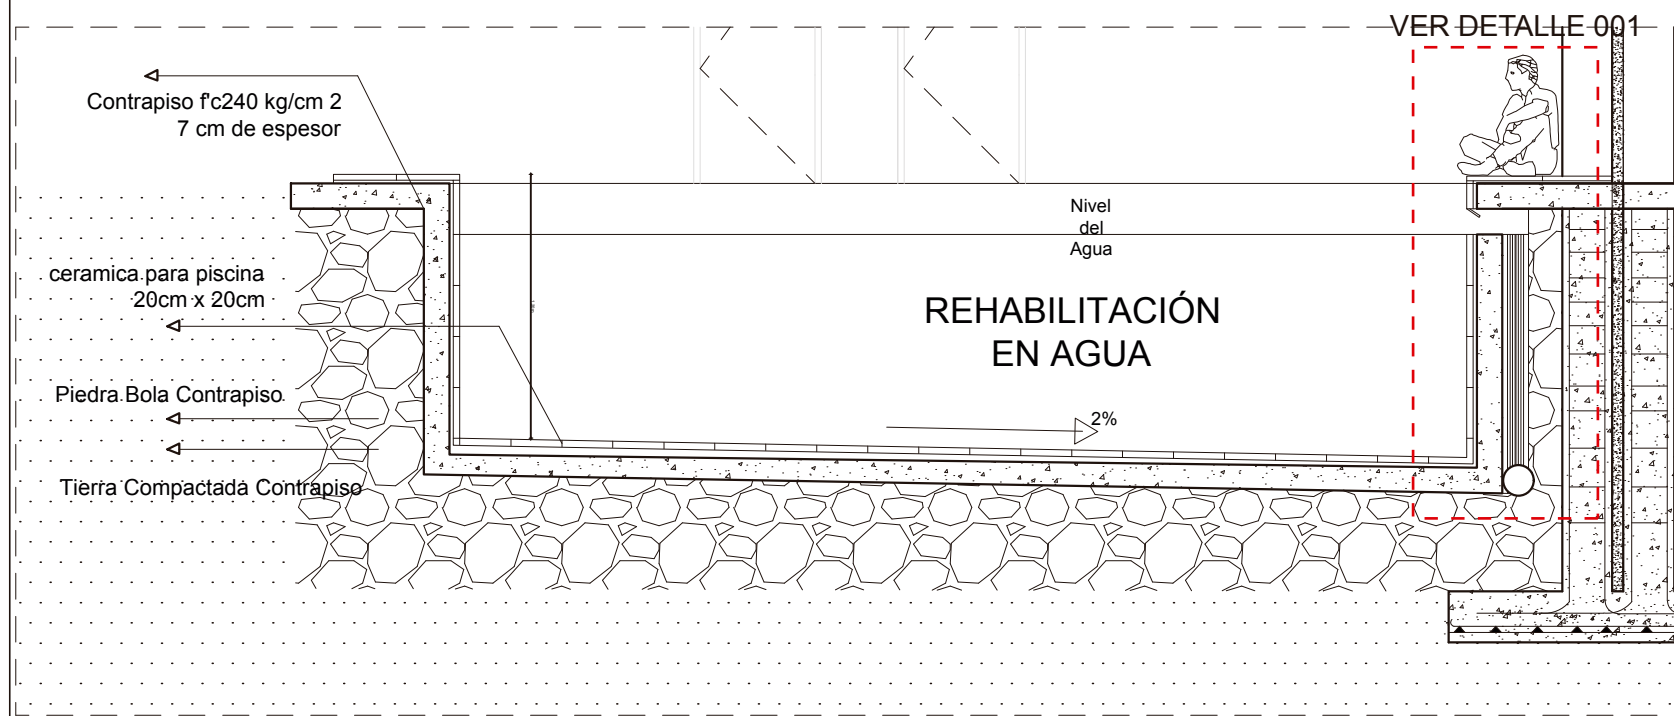 VER DETALLE 001
Contrapiso f'c240 kg/cm 2
7 cm de espesor
Nivel
del
Agua
ceramica para piscina
20cm x 20cm
REHABILITACIÓN
EN AGUA
Piedra Bola Contrapiso
2%
Tierra Compactada Contrapiso